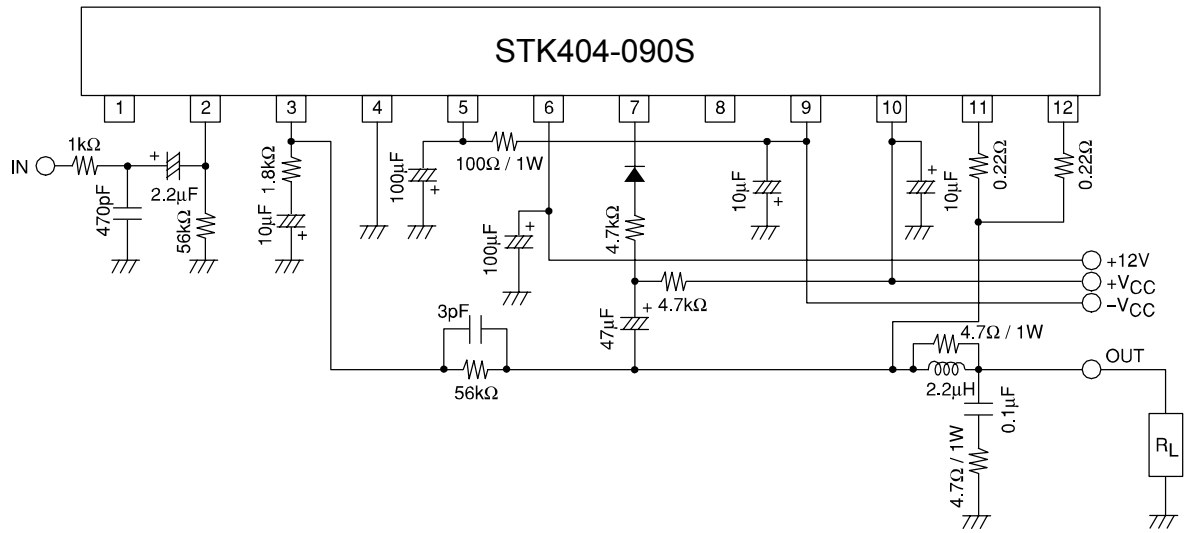 STK404-090S
1 2 3 4 5 6 7 8 9 10 11 12
1kΩ
IN
+
2.2µF
470pF
56kΩ
1.8kΩ
10µF
+
100µF
+
100Ω / 1W
100µF
+
4.7kΩ
10µF
+
+
10µF
0.22Ω
0.22Ω
+12V
+VCC
−VCC
4.7kΩ
47µF
+
3pF
56kΩ
4.7Ω / 1W
2.2µH
OUT
0.1µF
4.7Ω / 1W
RL